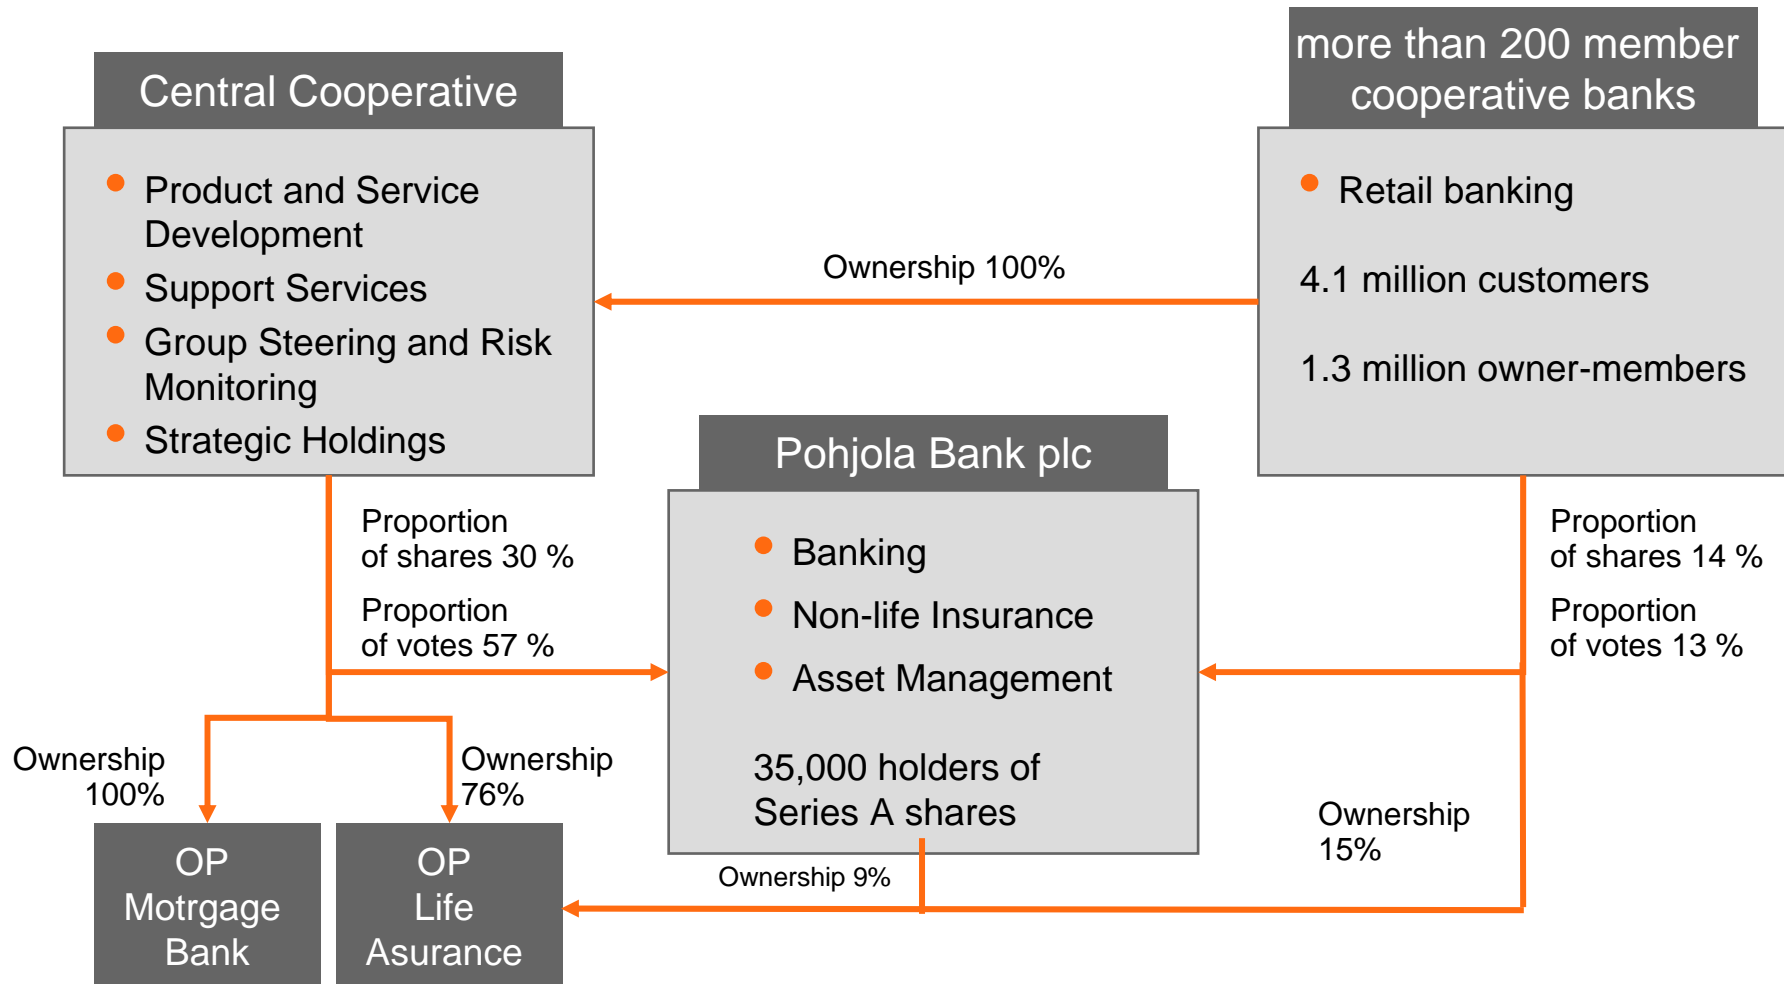 Central Cooperative
Product and Service
Development
Support Services
Group Steering and Risk
Monitoring
Strategic Holdings
more than 200 member
cooperative banks
Retail banking
4.1 million customers
1.3 million owner-members
Ownership 100%
Pohjola Bank plc
Banking
Non-life Insurance
Asset Management
35,000 holders of
Series A shares
Proportion
of shares 30 %
Proportion
of votes 57 %
Proportion
of shares 14 %
Proportion
of votes 13 %
Ownership
100%
Ownership
76%
Ownership 9%
Ownership
15%
OP
Motrgage
Bank
OP
Life
Asurance